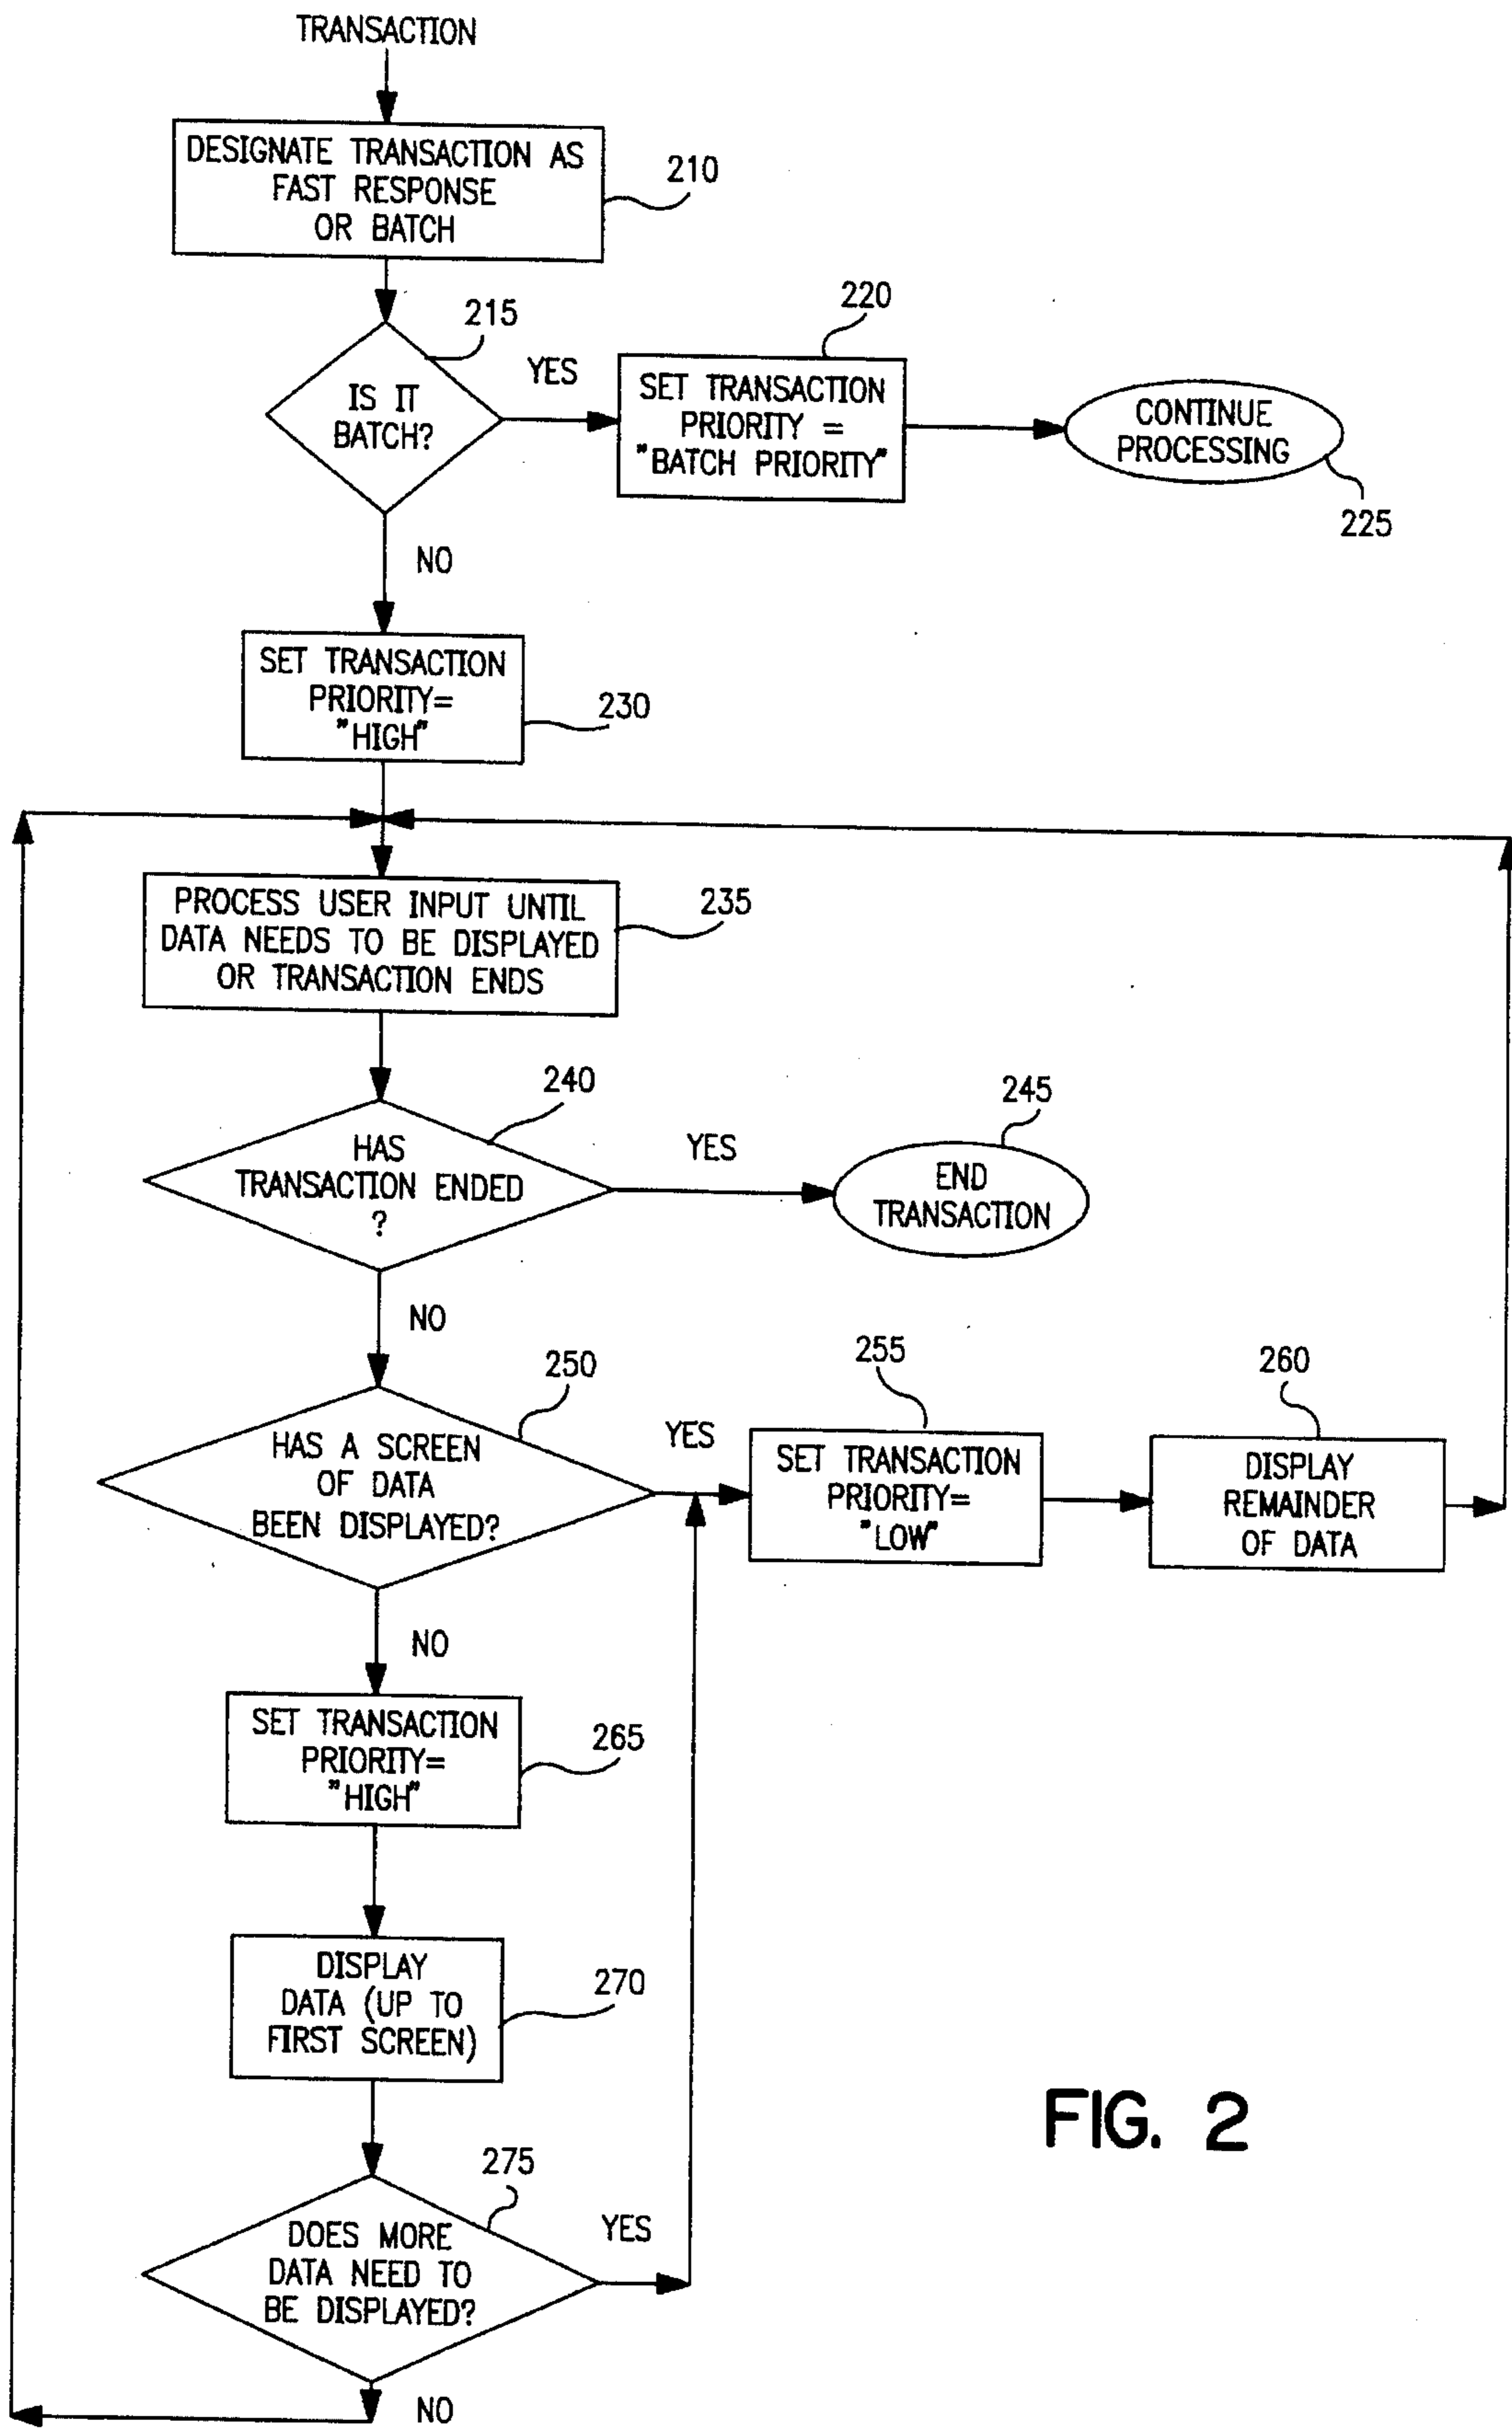 TRANSACTION
DESIGNATE TRANSACTION AS
FAST RESPONSE
OR BATCH
210
215
IS IT
BATCH?
YES
220
SET TRANSACTION
PRIORITY =
"BATCH PRIORITY"
CONTINUE
PROCESSING
225
NO
SET TRANSACTION
PRIORITY=
"HIGH"
230
PROCESS USER INPUT UNTIL
DATA NEEDS TO BE DISPLAYED
OR TRANSACTION ENDS
235
240
HAS
TRANSACTION ENDED
?
YES
245
END
TRANSACTION
NO
250
HAS A SCREEN
OF DATA
BEEN DISPLAYED?
YES
255
SET TRANSACTION
PRIORITY=
"LOW"
260
DISPLAY
REMAINDER
OF DATA
NO
SET TRANSACTION
PRIORITY=
"HIGH"
265
DISPLAY
DATA (UP TO
FIRST SCREEN)
270
275
DOES MORE
DATA NEED TO
BE DISPLAYED?
YES
NO
FIG. 2